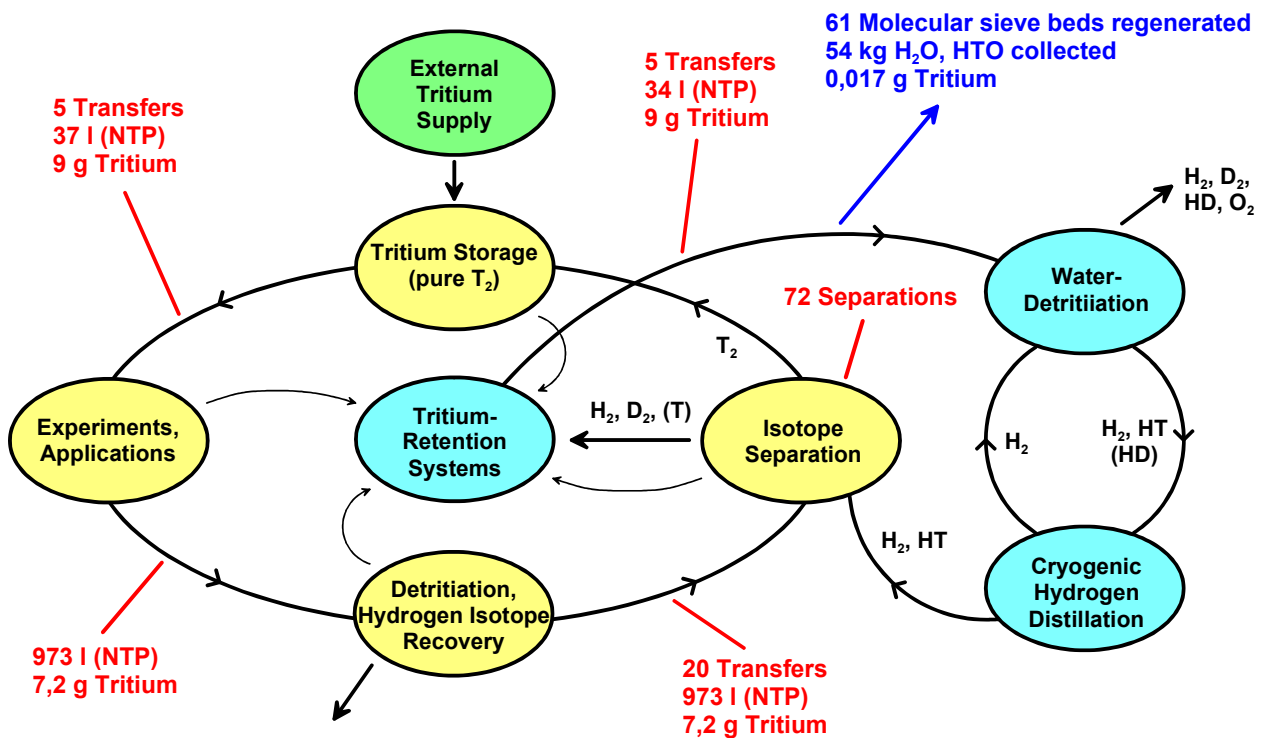 61 Molecular sieve beds regenerated
54 kg H₂O, HTO collected
0,017 g Tritium
External
Tritium
Supply
5 Transfers
34 l (NTP)
9 g Tritium
5 Transfers
37 l (NTP)
9 g Tritium
H₂, D₂,
HD, O₂
Tritium Storage
(pure T₂)
Water-
Detritiiation
72 Separations
T₂
Experiments,
Applications
Tritium-
Retention
Systems
H₂, D₂, (T)
Isotope
Separation
H₂
H₂, HT
(HD)
H₂, HT
Detritiation,
Hydrogen Isotope
Recovery
Cryogenic
Hydrogen
Distillation
973 l (NTP)
7,2 g Tritium
20 Transfers
973 l (NTP)
7,2 g Tritium